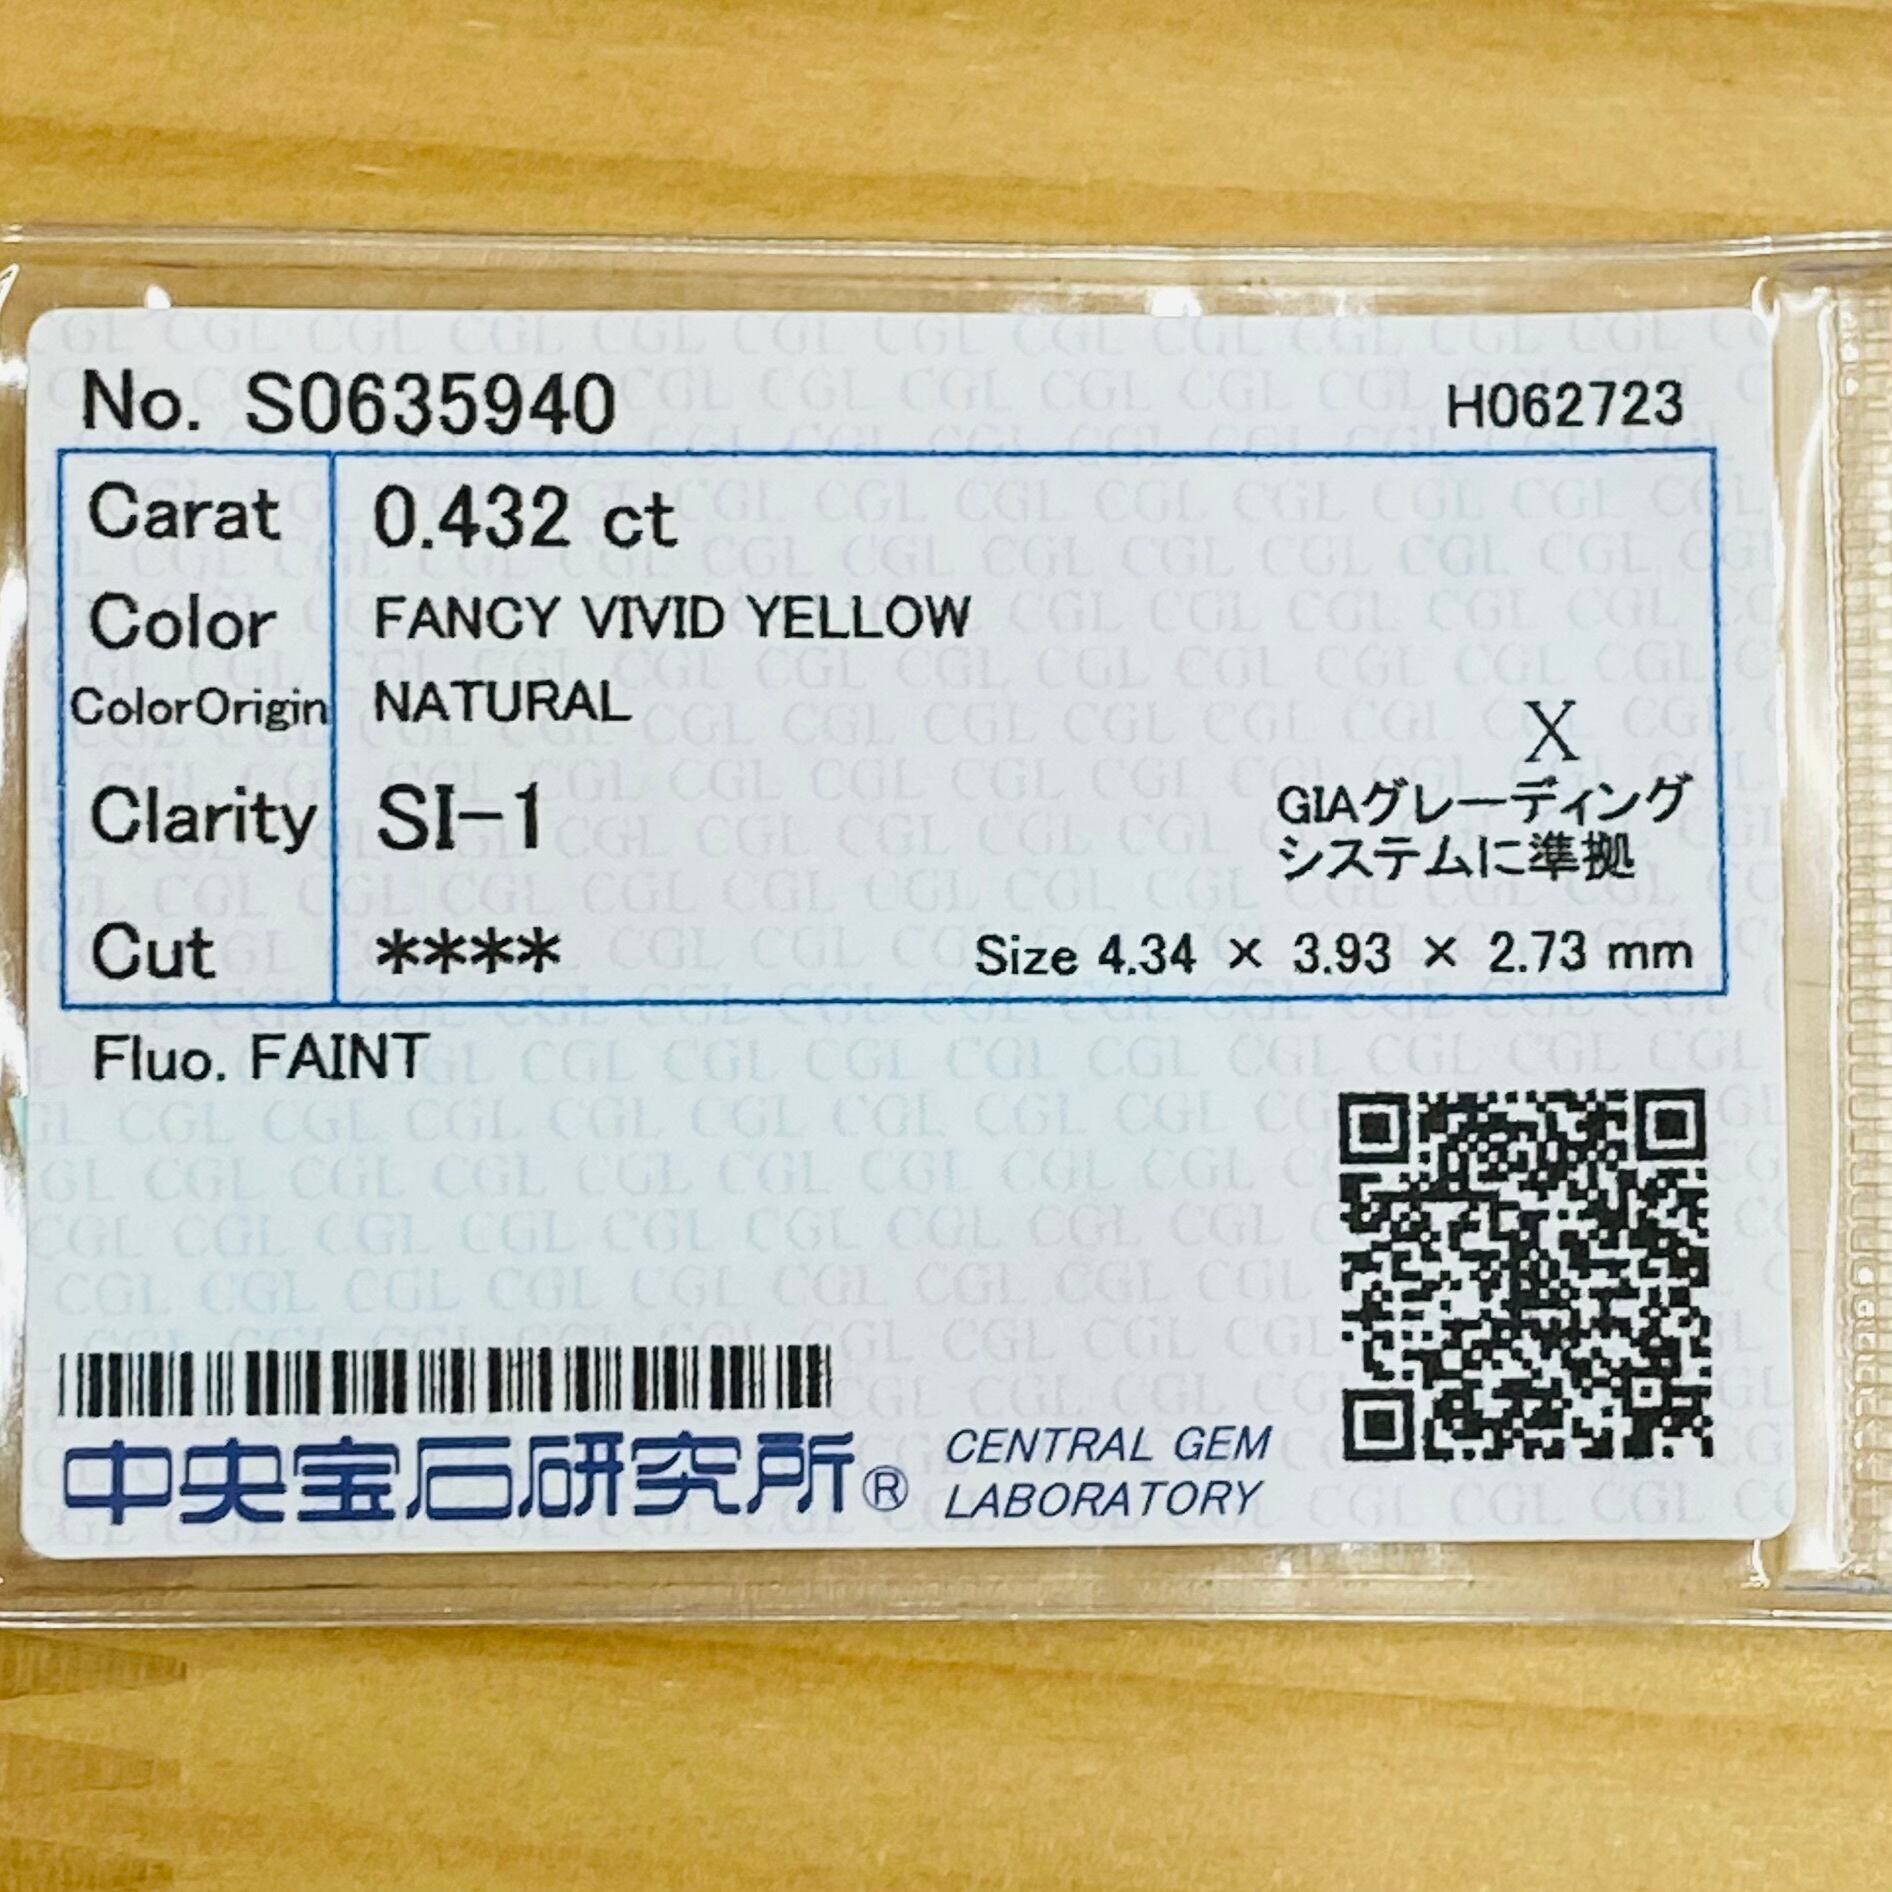 No. S0635940
H062723
Carat 0.432 ct
Color FANCY VIVID YELLOW
ColorOrigin NATURAL
X
Clarity SI-1
GIAグレーディング
システムに準拠
Cut ****
Size 4.34 × 3.93 × 2.73 mm
Fluo. FAINT
中央宝石研究所®
CENTRAL GEM
LABORATORY